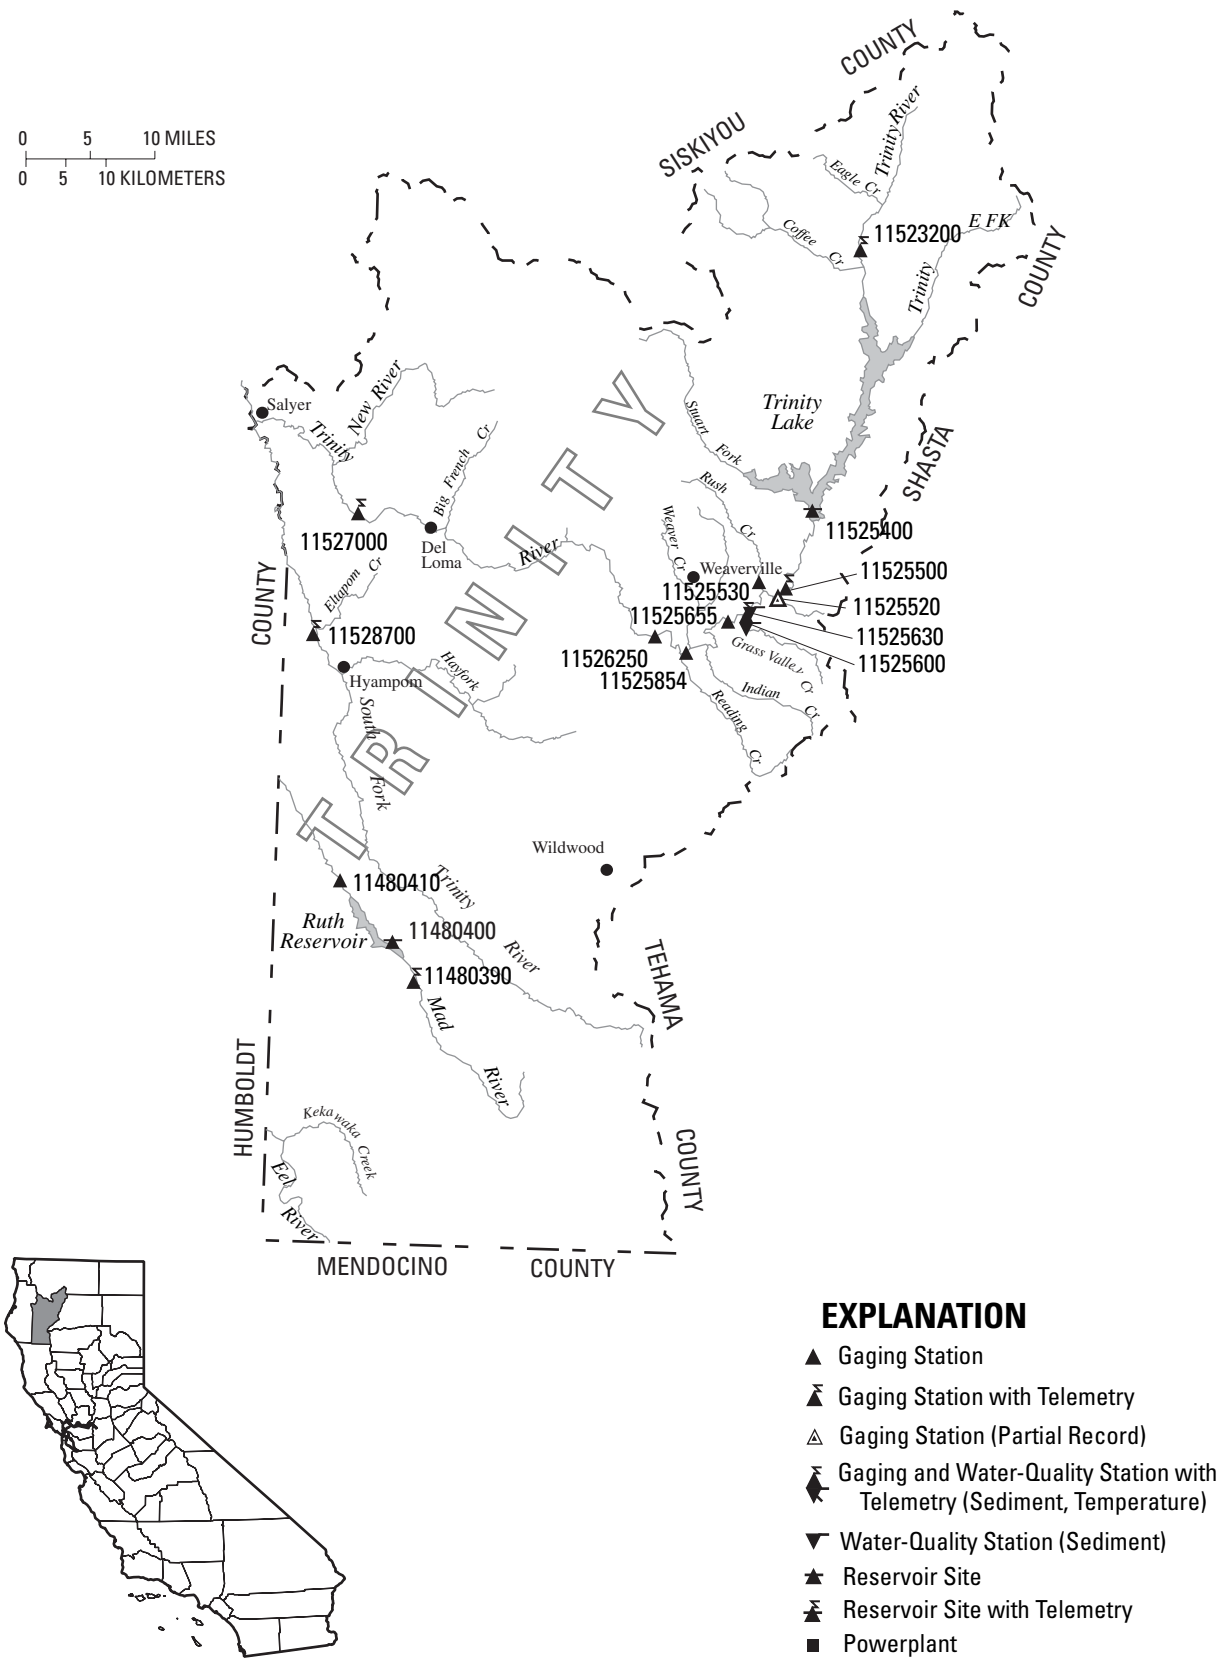 COUNTY
SISKIYOU
0 5 10 MILES
0 5 10 KILOMETERS
Trinity River
Eagle Cr
E FK
Coffee Cr
11523200
Trinity
COUNTY
New River
Salyer
Trinity
Big French Cr
TRINITY
Stuart Fork
Trinity Lake
SHASTA
Rush Cr
11525400
11527000
Del Loma
River
Weaver Cr
Weaverville
11525500
11525530
11525520
COUNTY
Eltapom Cr
11525655
11525630
11528700
11526250
11525600
Grass Valley Cr
11525854
Hyampom
Hayfork
Indian Cr
Reading Cr
South Fork
Wildwood
11480410
Trinity River
Ruth
Reservoir
11480400
11480390
TEHAMA
Mad River
HUMBOLDT
Kekawaka Creek
COUNTY
Eel River
MENDOCINO COUNTY
EXPLANATION
Gaging Station
Gaging Station with Telemetry
Gaging Station (Partial Record)
Gaging and Water-Quality Station with
Telemetry (Sediment, Temperature)
Water-Quality Station (Sediment)
Reservoir Site
Reservoir Site with Telemetry
Powerplant